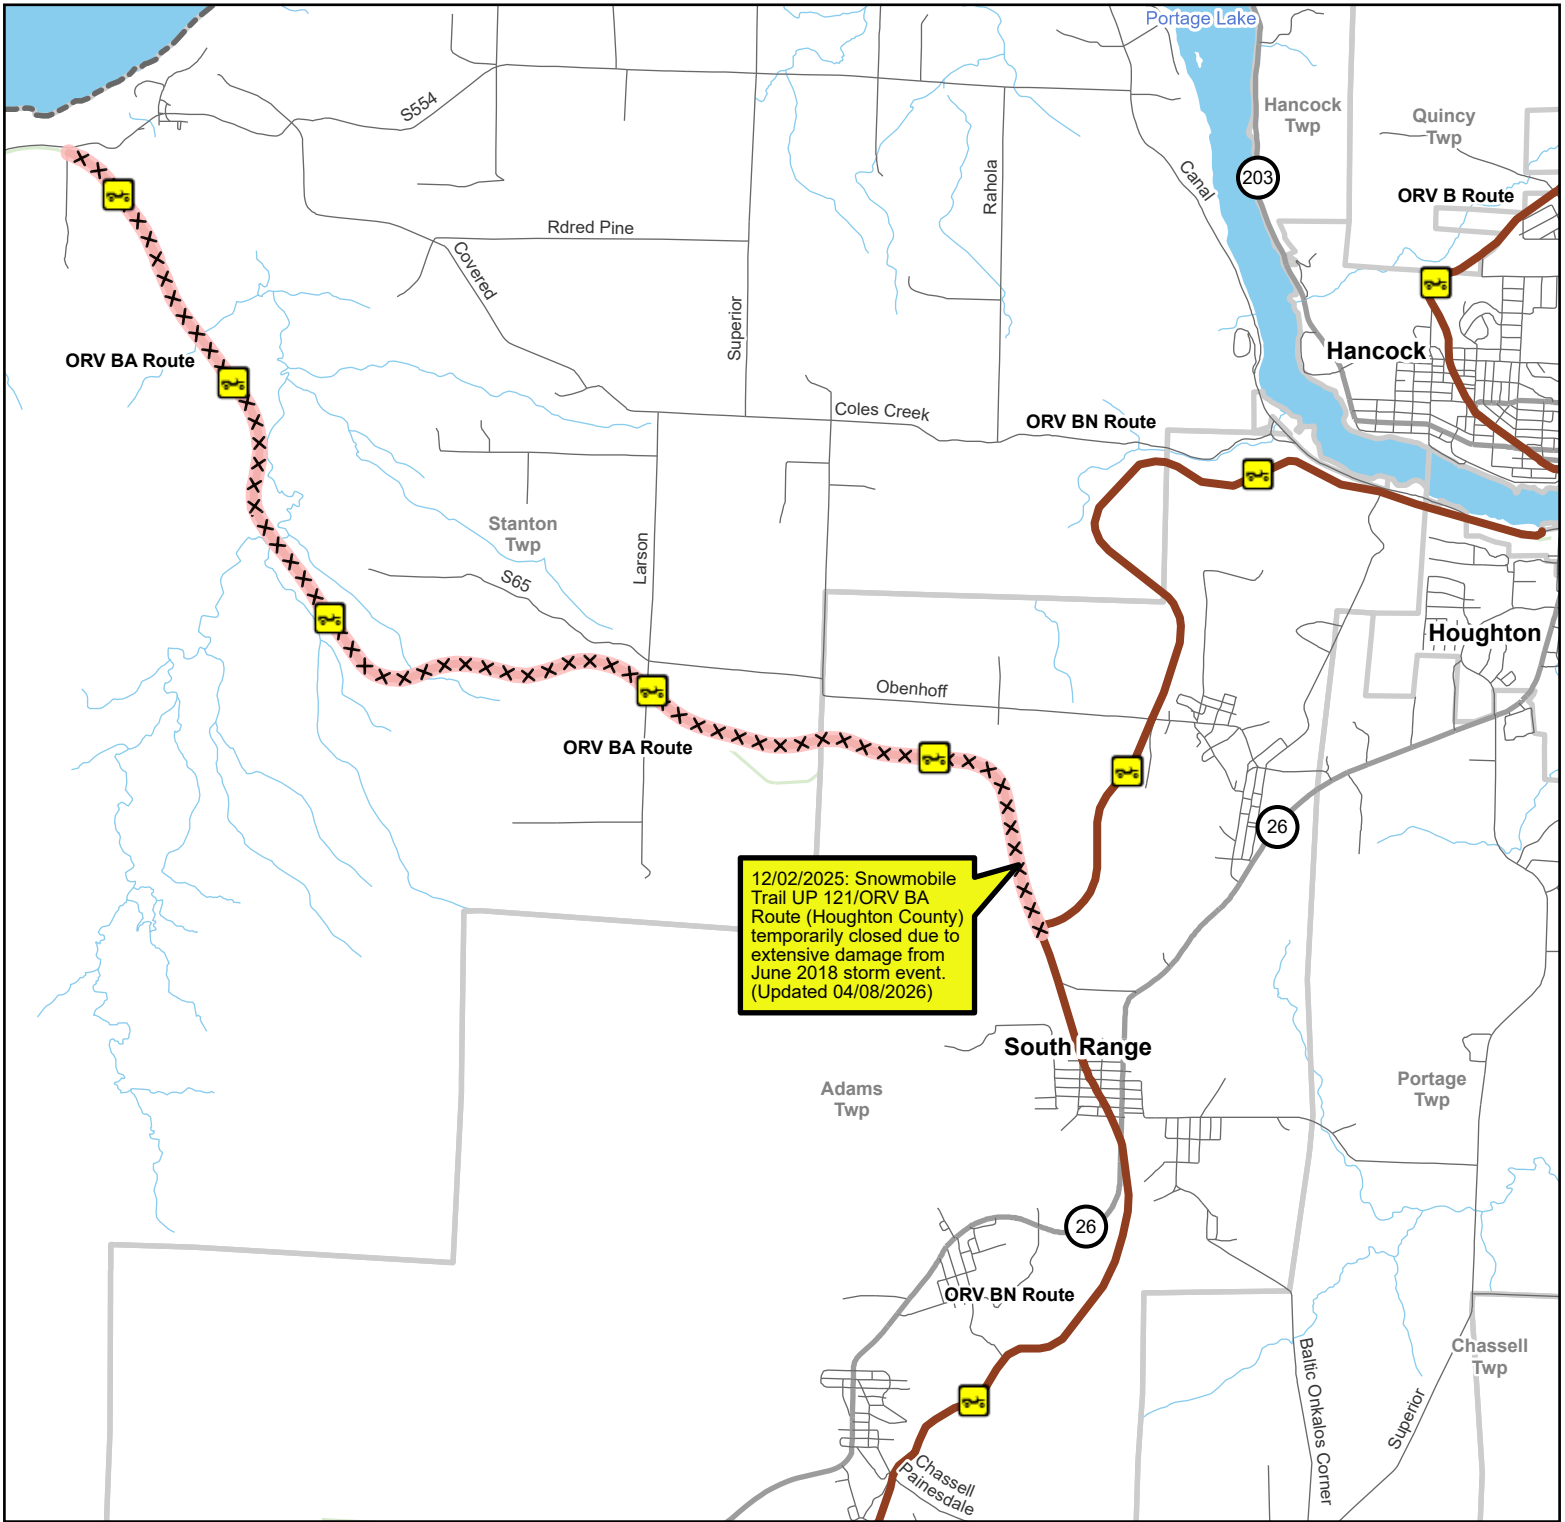 Portage Lake
S554
Hancock
Twp
Quincy
Twp
Canal
203
Rahola
ORV B Route
Rdred Pine
Covered
Superior
Hancock
ORV BA Route
Coles Creek
ORV BN Route
Stanton
Twp
Larson
S65
Houghton
Obenhoff
ORV BA Route
26
12/02/2025: Snowmobile
Trail UP 121/ORV BA
Route (Houghton County)
temporarily closed due to
extensive damage from
June 2018 storm event.
(Updated 04/08/2026)
South Range
Adams
Twp
Portage
Twp
26
ORV BN Route
Baltic Onkalos Corner
Chassell
Twp
Superior
Chassell
Painesdale